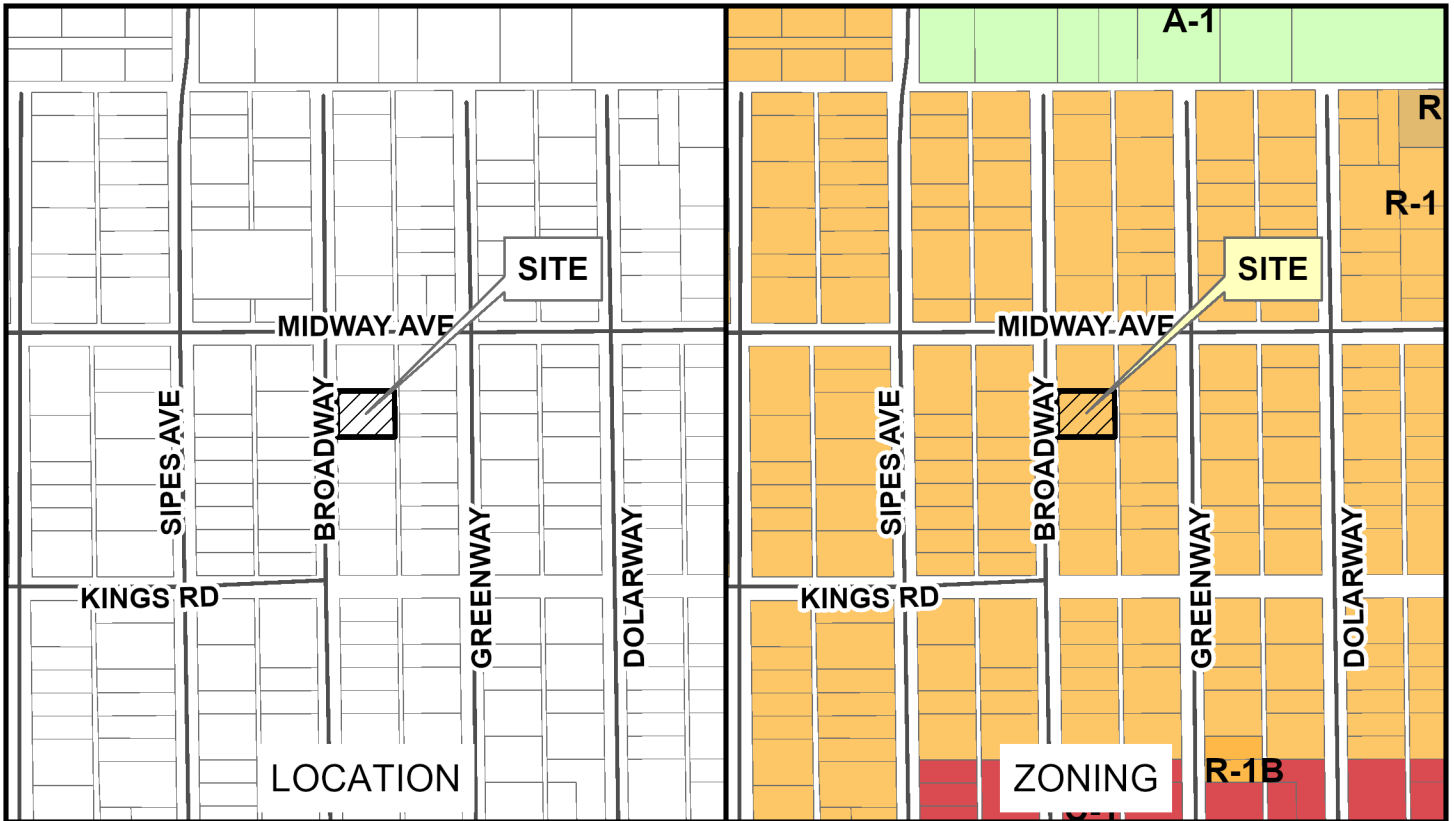 A-1
R
R-1
SITE
SITE
MIDWAY AVE
MIDWAY AVE
SIPES AVE
BROADWAY
SIPES AVE
BROADWAY
GREENWAY
DOLARWAY
GREENWAY
DOLARWAY
KINGS RD
KINGS RD
LOCATION
ZONING
R-1B